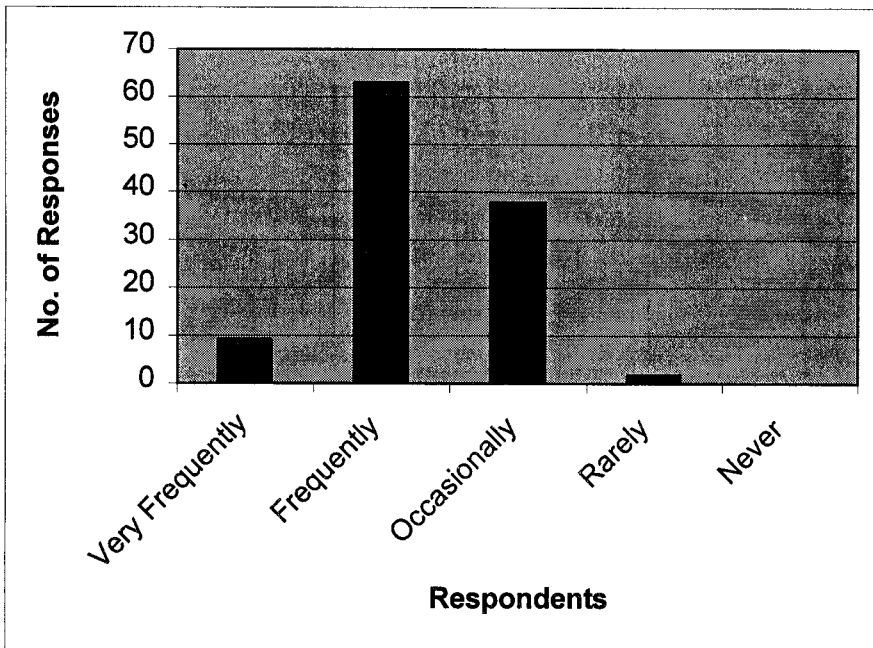 No. of Responses
70
60
50
40
30
20
10
0
Very Frequently
Frequently
Occasionally
Rarely
Never
Respondents